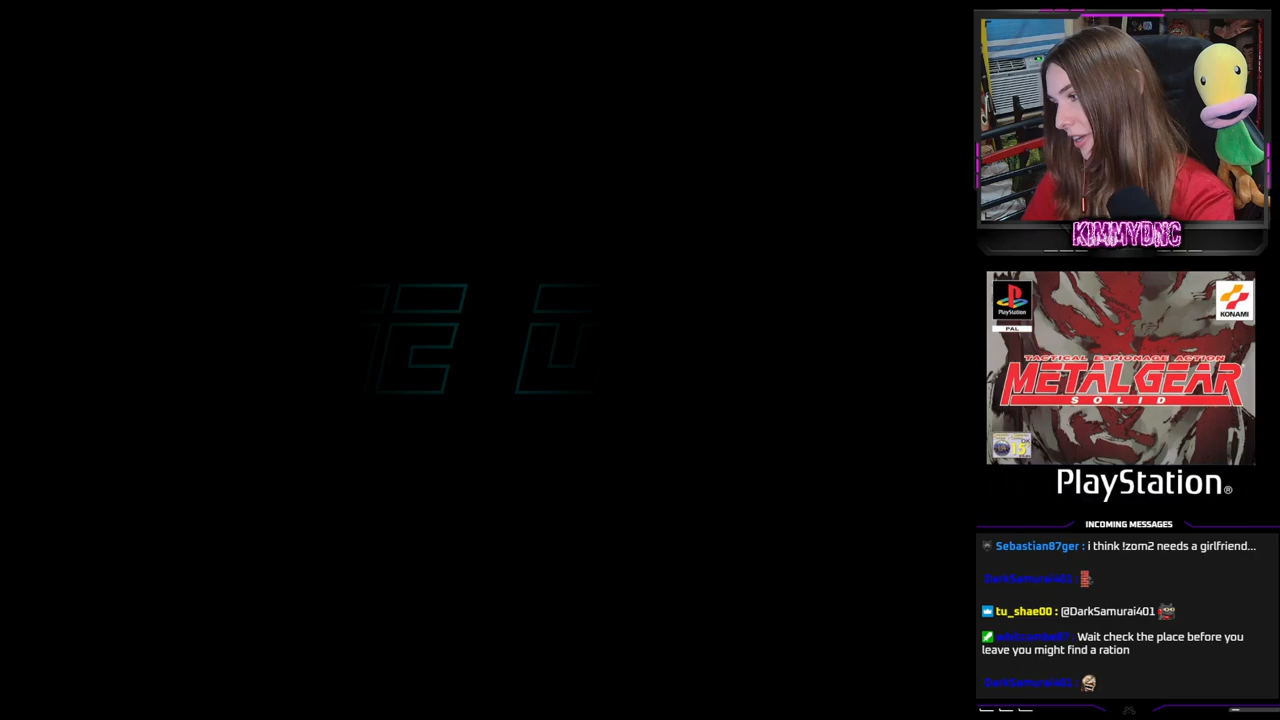 KIMMYDNC
PlayStation
PAL
KONAMI
TACTICAL ESPIONAGE ACTION
METAL GEAR
SOLID
15
PlayStation®
INCOMING MESSAGES
Sebastian87ger : i think !zom2 needs a girlfriend...
DarkSamurai401 :
tu_shae00 : @DarkSamurai401
Wait check the place before you
leave you might find a ration
DarkSamurai401 :